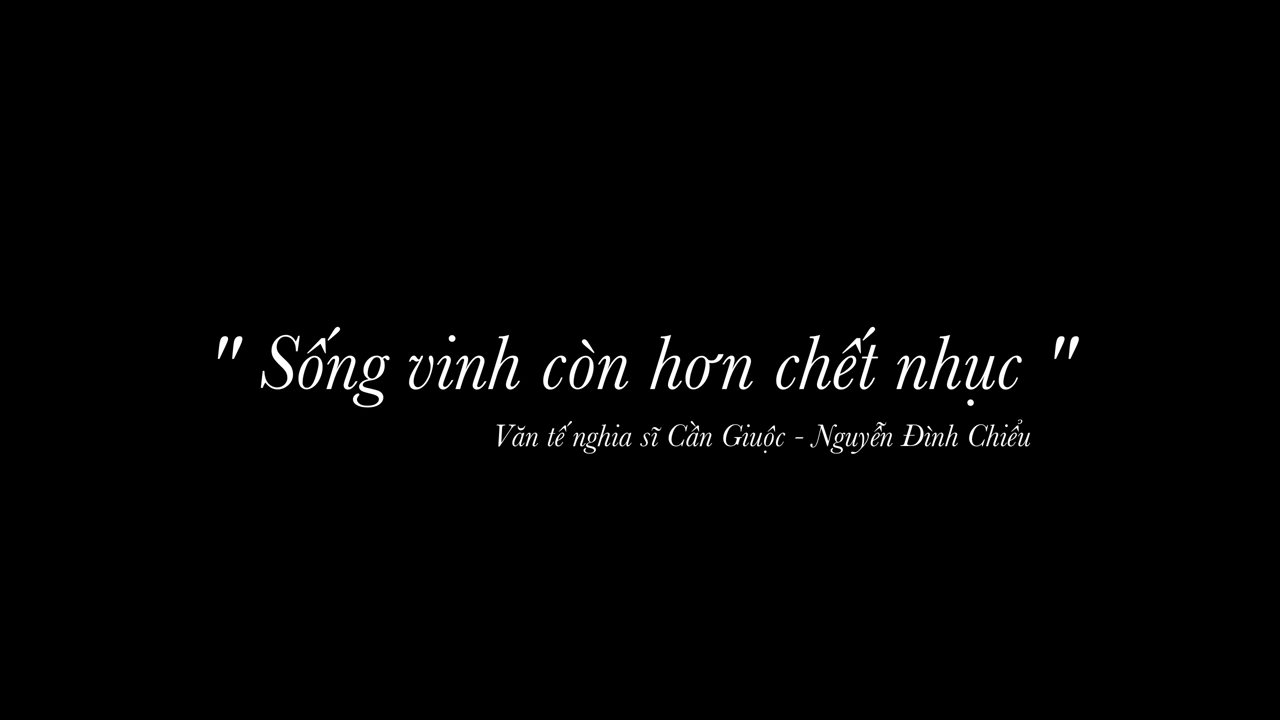 " Sống vinh còn hơn chết nhục "
Văn tế nghia sĩ Cần Giuộc - Nguyễn Đình Chiểu